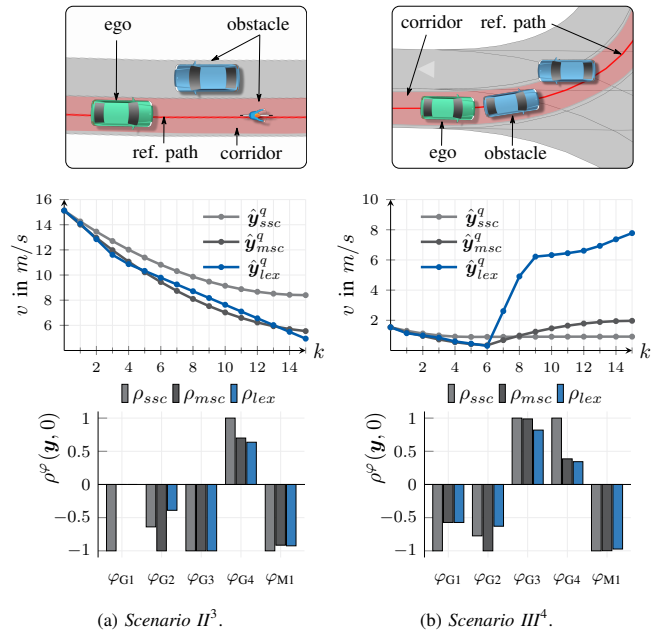 ego
obstacle
ref. path
corridor
corridor
ref. path
ego
obstacle
v in m/s
16
14
12
10
8
6
2 4 6 8 10 12 14 k
ŷ^q_ssc
ŷ^q_msc
ŷ^q_lex
v in m/s
10
8
6
4
2
2 4 6 8 10 12 14 k
ŷ^q_ssc
ŷ^q_msc
ŷ^q_lex
ρ_ssc ρ_msc ρ_lex
ρ^φ(y, 0)
1
0.5
0
−0.5
−1
φ_G1 φ_G2 φ_G3 φ_G4 φ_M1
ρ_ssc ρ_msc ρ_lex
ρ^φ(y, 0)
1
0.5
0
−0.5
−1
φ_G1 φ_G2 φ_G3 φ_G4 φ_M1
(a) Scenario II³.
(b) Scenario III⁴.